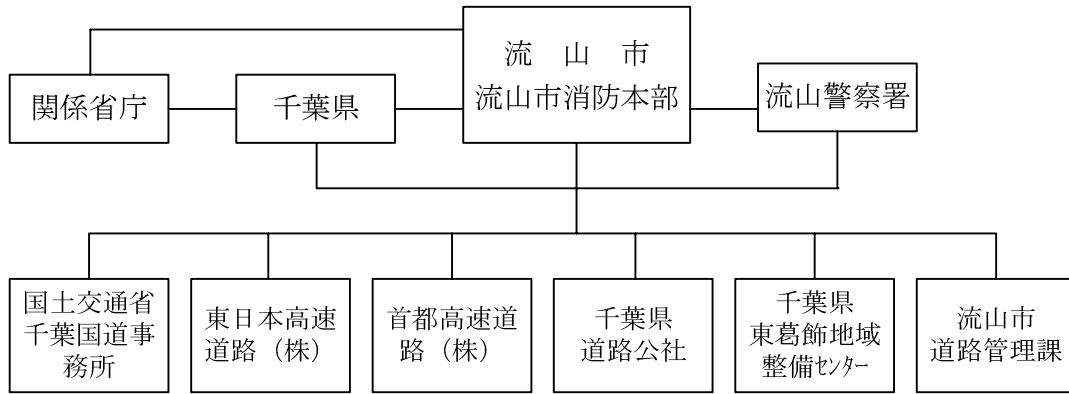 流　山　市
流山市消防本部
関係省庁
千葉県
流山警察署
国土交通省
千葉国道事
務所
東日本高速
道路（株）
首都高速道
路（株）
千葉県
道路公社
千葉県
東葛飾地域
整備ｾﾝﾀｰ
流山市
道路管理課